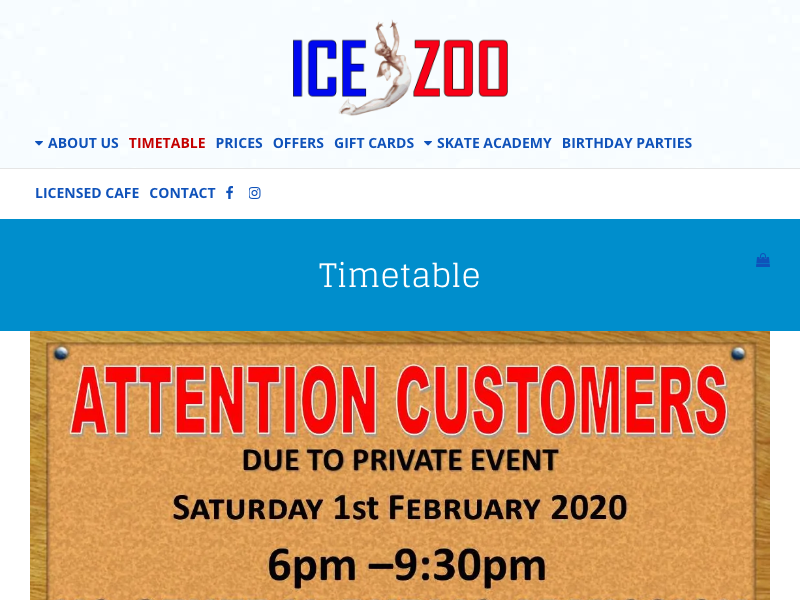 ICE ZOO
ABOUT US TIMETABLE PRICES OFFERS GIFT CARDS SKATE ACADEMY BIRTHDAY PARTIES
LICENSED CAFE CONTACT
Timetable
ATTENTION CUSTOMERS
DUE TO PRIVATE EVENT
SATURDAY 1st FEBRUARY 2020
6pm –9:30pm